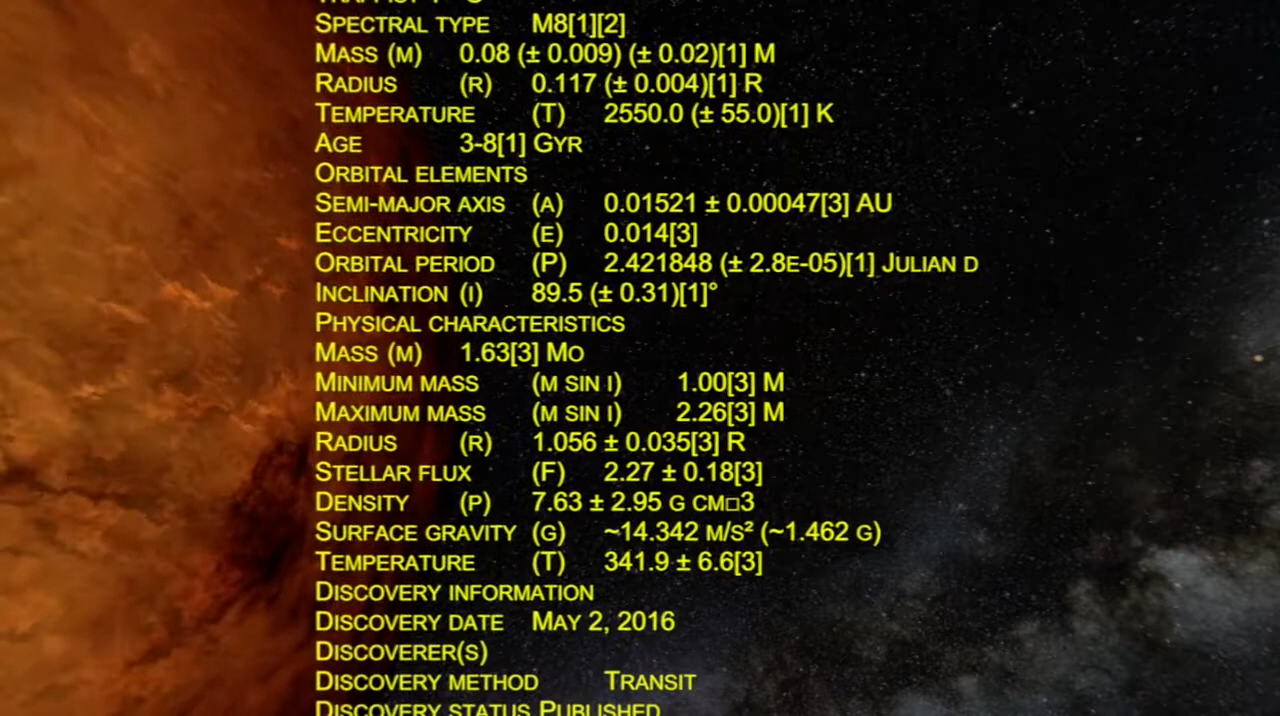 SPECTRAL TYPE M8[1][2]
MASS (M) 0.08 (± 0.009) (± 0.02)[1] M
RADIUS (R) 0.117 (± 0.004)[1] R
TEMPERATURE (T) 2550.0 (± 55.0)[1] K
AGE 3-8[1] GYR
ORBITAL ELEMENTS
SEMI-MAJOR AXIS (A) 0.01521 ± 0.00047[3] AU
ECCENTRICITY (E) 0.014[3]
ORBITAL PERIOD (P) 2.421848 (± 2.8E-05)[1] JULIAN D
INCLINATION (I) 89.5 (± 0.31)[1]°
PHYSICAL CHARACTERISTICS
MASS (M) 1.63[3] MO
MINIMUM MASS (M SIN I) 1.00[3] M
MAXIMUM MASS (M SIN I) 2.26[3] M
RADIUS (R) 1.056 ± 0.035[3] R
STELLAR FLUX (F) 2.27 ± 0.18[3]
DENSITY (P) 7.63 ± 2.95 G CM□3
SURFACE GRAVITY (G) ~14.342 M/S² (~1.462 G)
TEMPERATURE (T) 341.9 ± 6.6[3]
DISCOVERY INFORMATION
DISCOVERY DATE MAY 2, 2016
DISCOVERER(S)
DISCOVERY METHOD TRANSIT
DISCOVERY STATUS PUBLISHED